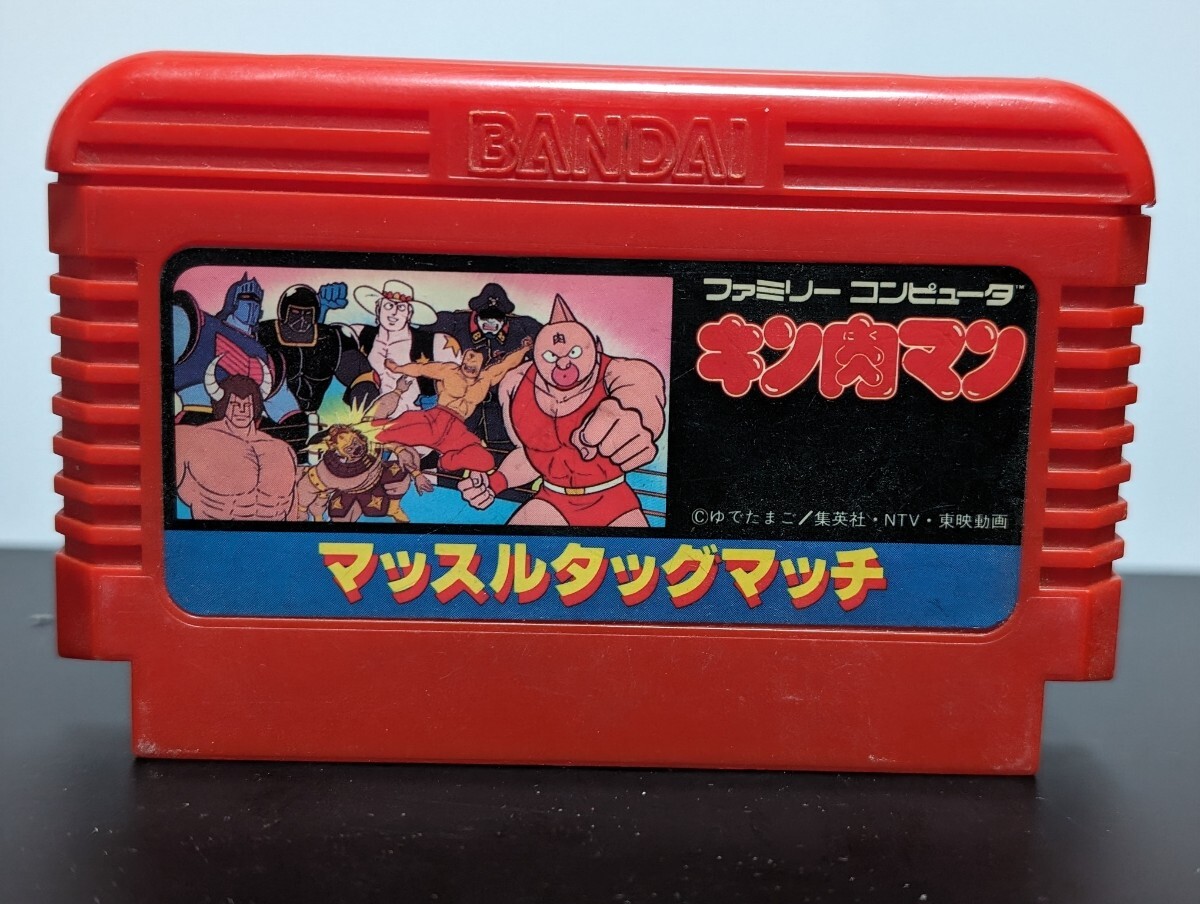 BANDAI
ファミリー コンピュータ™
キン肉マン
肉
©ゆでたまご/集英社・NTV・東映動画
マッスルタッグマッチ